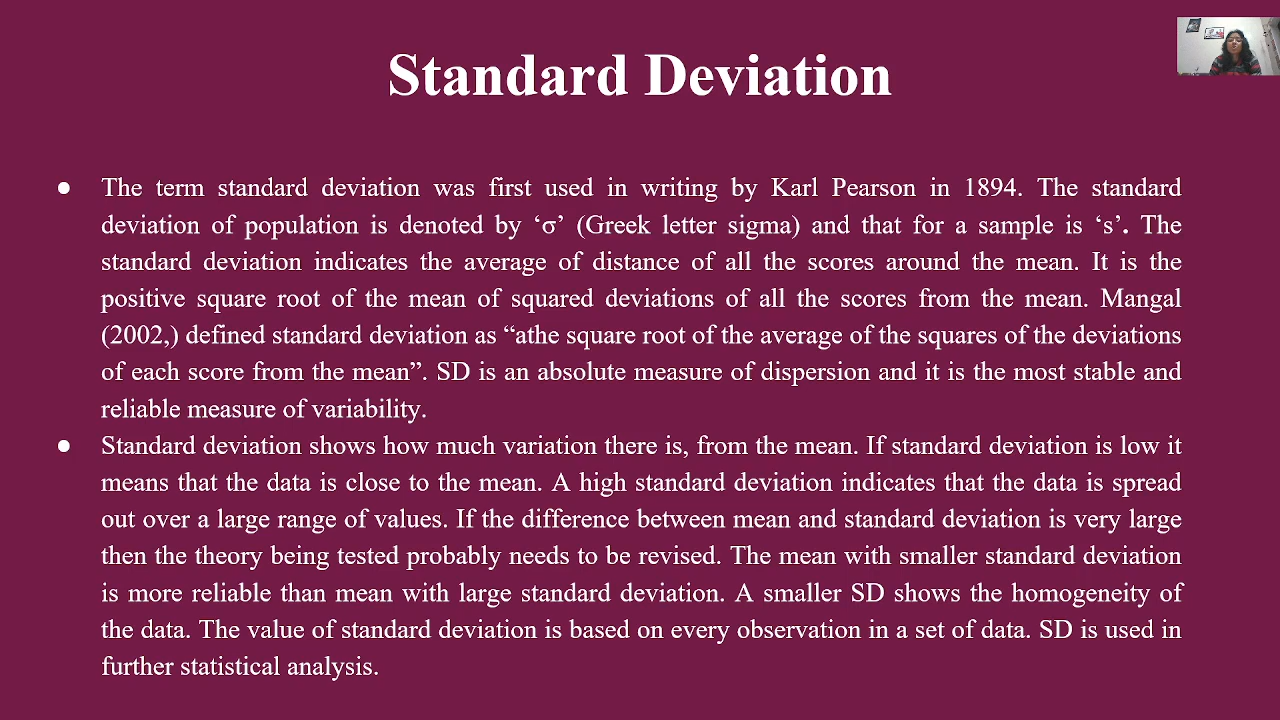 Standard Deviation
● The term standard deviation was first used in writing by Karl Pearson in 1894. The standard
deviation of population is denoted by ‘σ’ (Greek letter sigma) and that for a sample is ‘s’. The
standard deviation indicates the average of distance of all the scores around the mean. It is the
positive square root of the mean of squared deviations of all the scores from the mean. Mangal
(2002,) defined standard deviation as “athe square root of the average of the squares of the deviations
of each score from the mean”. SD is an absolute measure of dispersion and it is the most stable and
reliable measure of variability.
● Standard deviation shows how much variation there is, from the mean. If standard deviation is low it
means that the data is close to the mean. A high standard deviation indicates that the data is spread
out over a large range of values. If the difference between mean and standard deviation is very large
then the theory being tested probably needs to be revised. The mean with smaller standard deviation
is more reliable than mean with large standard deviation. A smaller SD shows the homogeneity of
the data. The value of standard deviation is based on every observation in a set of data. SD is used in
further statistical analysis.